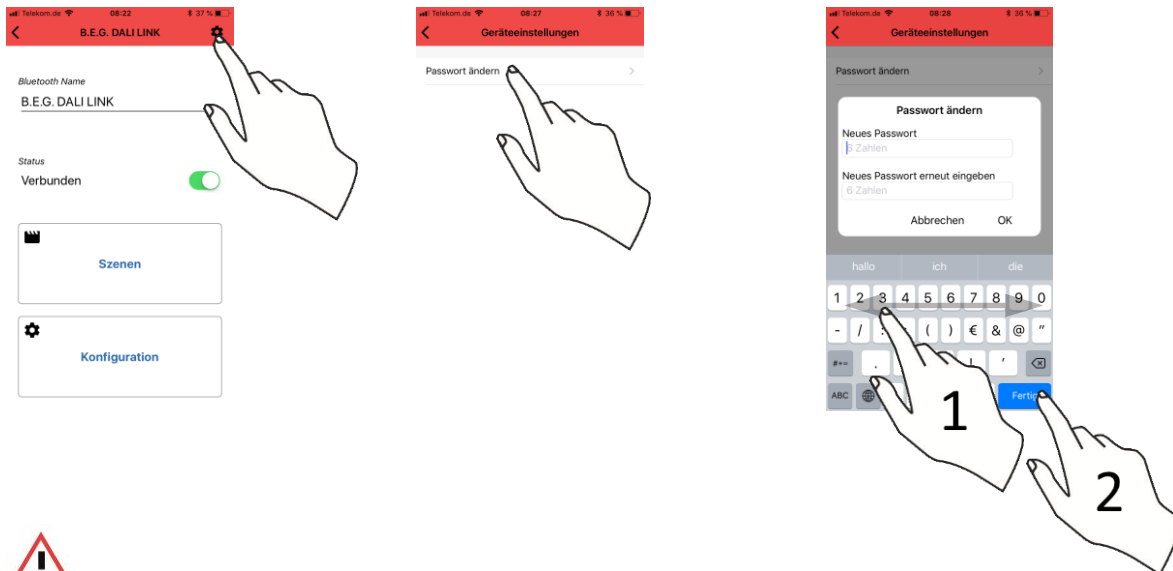 Telekom.de 08:22 37 %
B.E.G. DALI LINK
Bluetooth Name
B.E.G. DALI LINK
Status
Verbunden
Szenen
Konfiguration
Telekom.de 08:27 36 %
Geräteeinstellungen
Passwort ändern
Telekom.de 08:28 36 %
Geräteeinstellungen
Passwort ändern
Passwort ändern
Neues Passwort
6 Zahlen
Neues Passwort erneut eingeben
6 Zahlen
Abbrechen OK
hallo ich die
1 2 3 4 5 6 7 8 9 0
- / : ( ) € & @ "
#+= . '
ABC Fertig
1
2